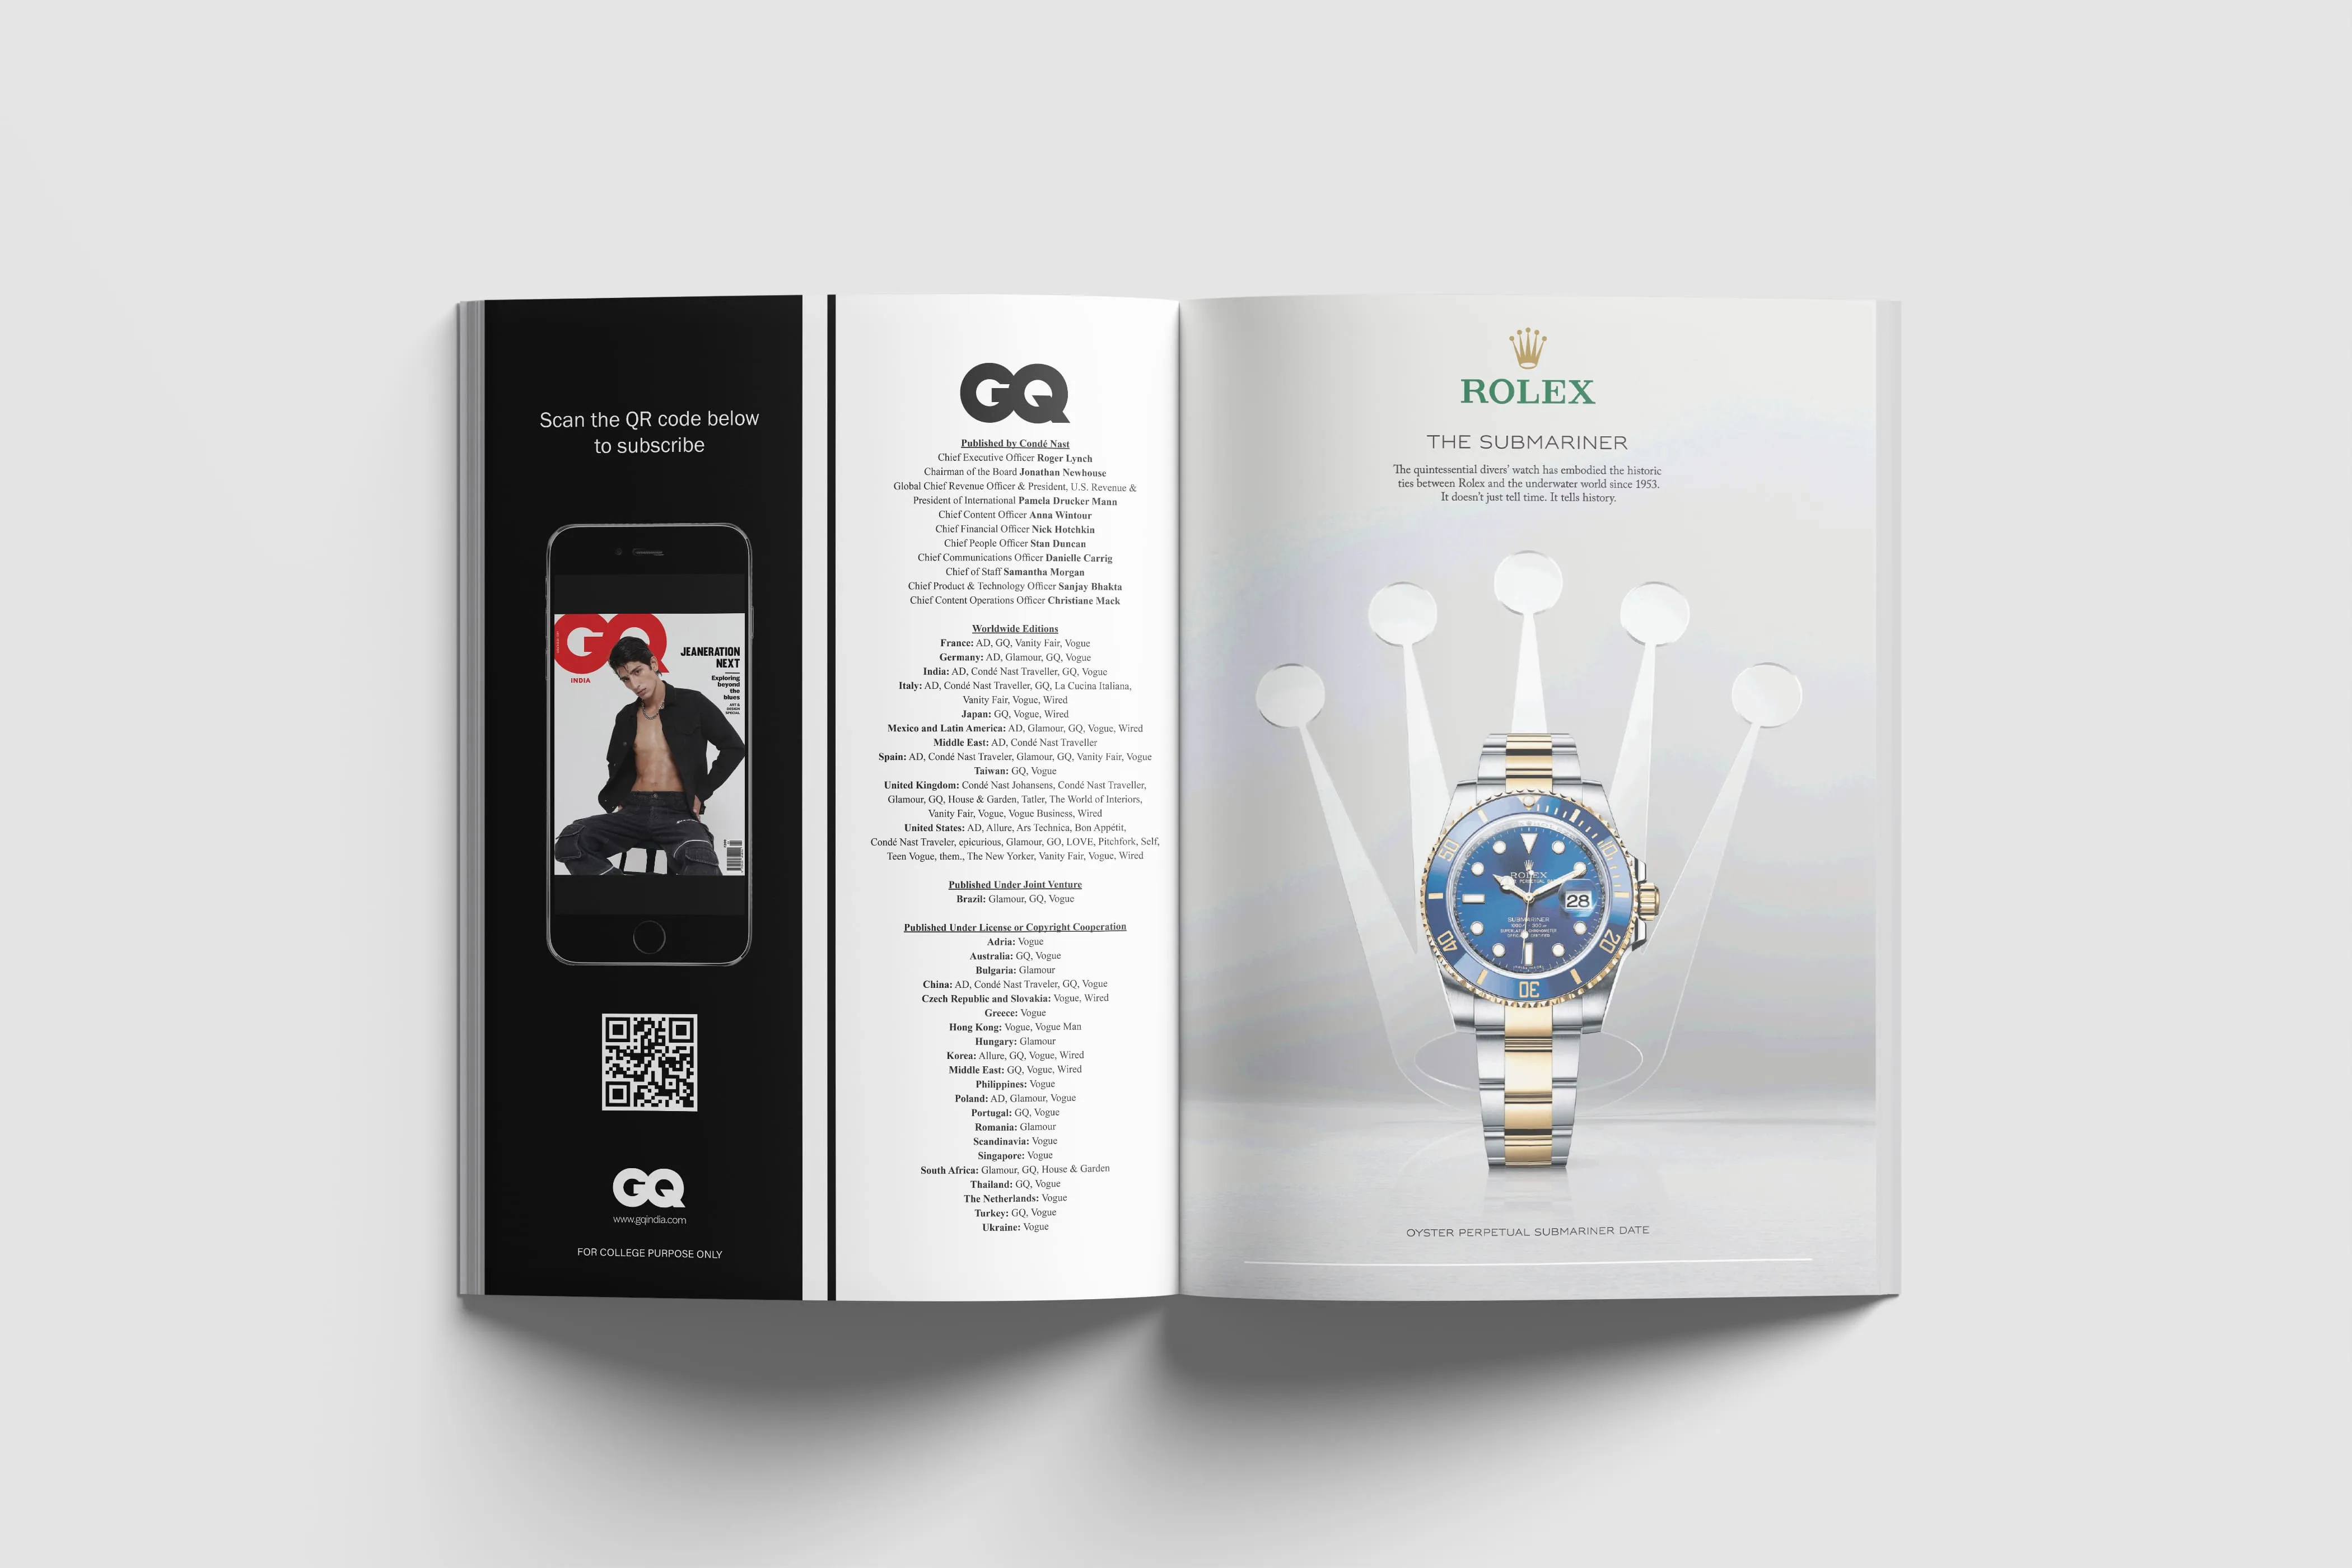 Scan the QR code below
to subscribe
GQ
INDIA
JEANERATION
NEXT
Exploring
beyond
the
blues
ART &
DESIGN
SPECIAL
GQ
www.gqindia.com
FOR COLLEGE PURPOSE ONLY
GQ
Published by Condé Nast
Chief Executive Officer Roger Lynch
Chairman of the Board Jonathan Newhouse
Global Chief Revenue Officer & President, U.S. Revenue &
President of International Pamela Drucker Mann
Chief Content Officer Anna Wintour
Chief Financial Officer Nick Hotchkin
Chief People Officer Stan Duncan
Chief Communications Officer Danielle Carrig
Chief of Staff Samantha Morgan
Chief Product & Technology Officer Sanjay Bhakta
Chief Content Operations Officer Christiane Mack
Worldwide Editions
France: AD, GQ, Vanity Fair, Vogue
Germany: AD, Glamour, GQ, Vogue
India: AD, Condé Nast Traveller, GQ, Vogue
Italy: AD, Condé Nast Traveller, GQ, La Cucina Italiana,
Vanity Fair, Vogue, Wired
Japan: GQ, Vogue, Wired
Mexico and Latin America: AD, Glamour, GQ, Vogue, Wired
Middle East: AD, Condé Nast Traveller
Spain: AD, Condé Nast Traveler, Glamour, GQ, Vanity Fair, Vogue
Taiwan: GQ, Vogue
United Kingdom: Condé Nast Johansens, Condé Nast Traveller,
Glamour, GQ, House & Garden, Tatler, The World of Interiors,
Vanity Fair, Vogue, Vogue Business, Wired
United States: AD, Allure, Ars Technica, Bon Appétit,
Condé Nast Traveler, epicurious, Glamour, GO, LOVE, Pitchfork, Self,
Teen Vogue, them., The New Yorker, Vanity Fair, Vogue, Wired
Published Under Joint Venture
Brazil: Glamour, GQ, Vogue
Published Under License or Copyright Cooperation
Adria: Vogue
Australia: GQ, Vogue
Bulgaria: Glamour
China: AD, Condé Nast Traveler, GQ, Vogue
Czech Republic and Slovakia: Vogue, Wired
Greece: Vogue
Hong Kong: Vogue, Vogue Man
Hungary: Glamour
Korea: Allure, GQ, Vogue, Wired
Middle East: GQ, Vogue, Wired
Philippines: Vogue
Poland: AD, Glamour, Vogue
Portugal: GQ, Vogue
Romania: Glamour
Scandinavia: Vogue
Singapore: Vogue
South Africa: Glamour, GQ, House & Garden
Thailand: GQ, Vogue
The Netherlands: Vogue
Turkey: GQ, Vogue
Ukraine: Vogue
ROLEX
THE SUBMARINER
The quintessential divers' watch has embodied the historic
ties between Rolex and the underwater world since 1953.
It doesn't just tell time. It tells history.
10
20
30
40
50
ROLEX
28
SUBMARINER
OYSTER PERPETUAL SUBMARINER DATE